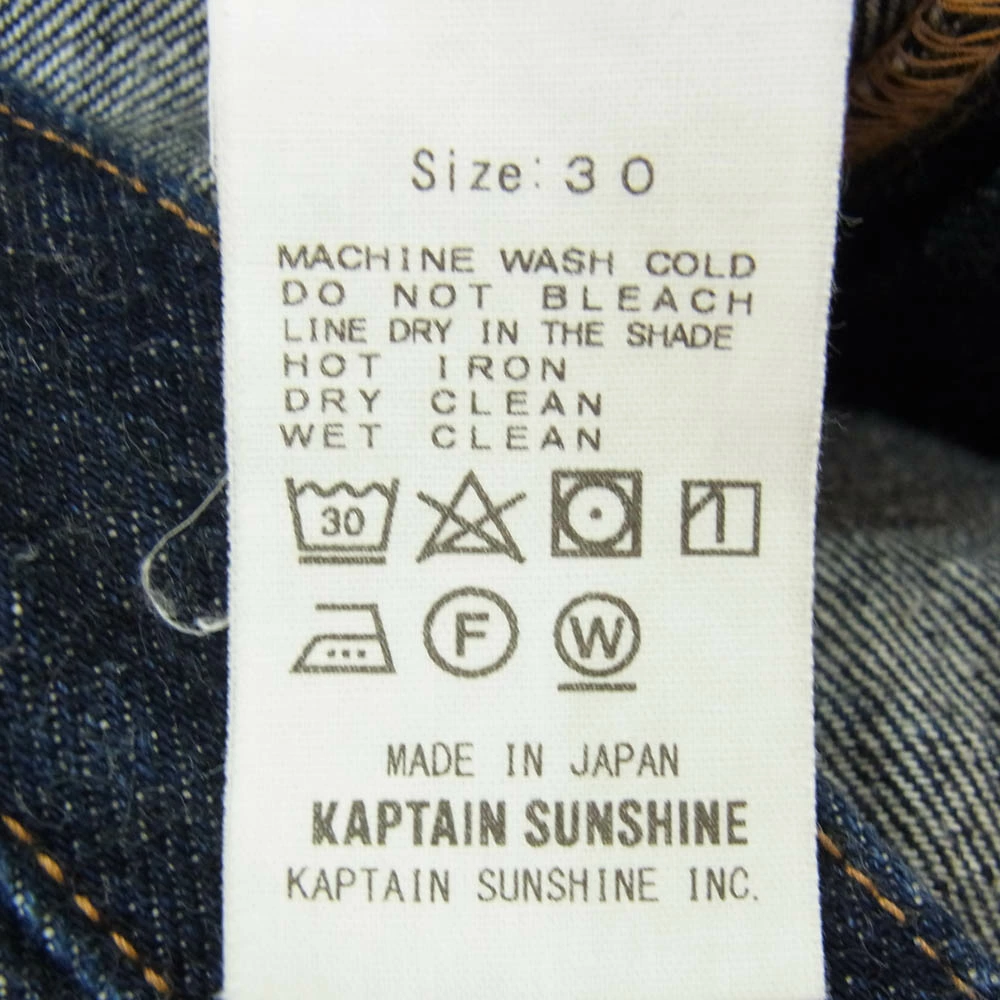 Size: 30
MACHINE WASH COLD
DO NOT BLEACH
LINE DRY IN THE SHADE
HOT IRON
DRY CLEAN
WET CLEAN
30
F W
MADE IN JAPAN
KAPTAIN SUNSHINE
KAPTAIN SUNSHINE INC.